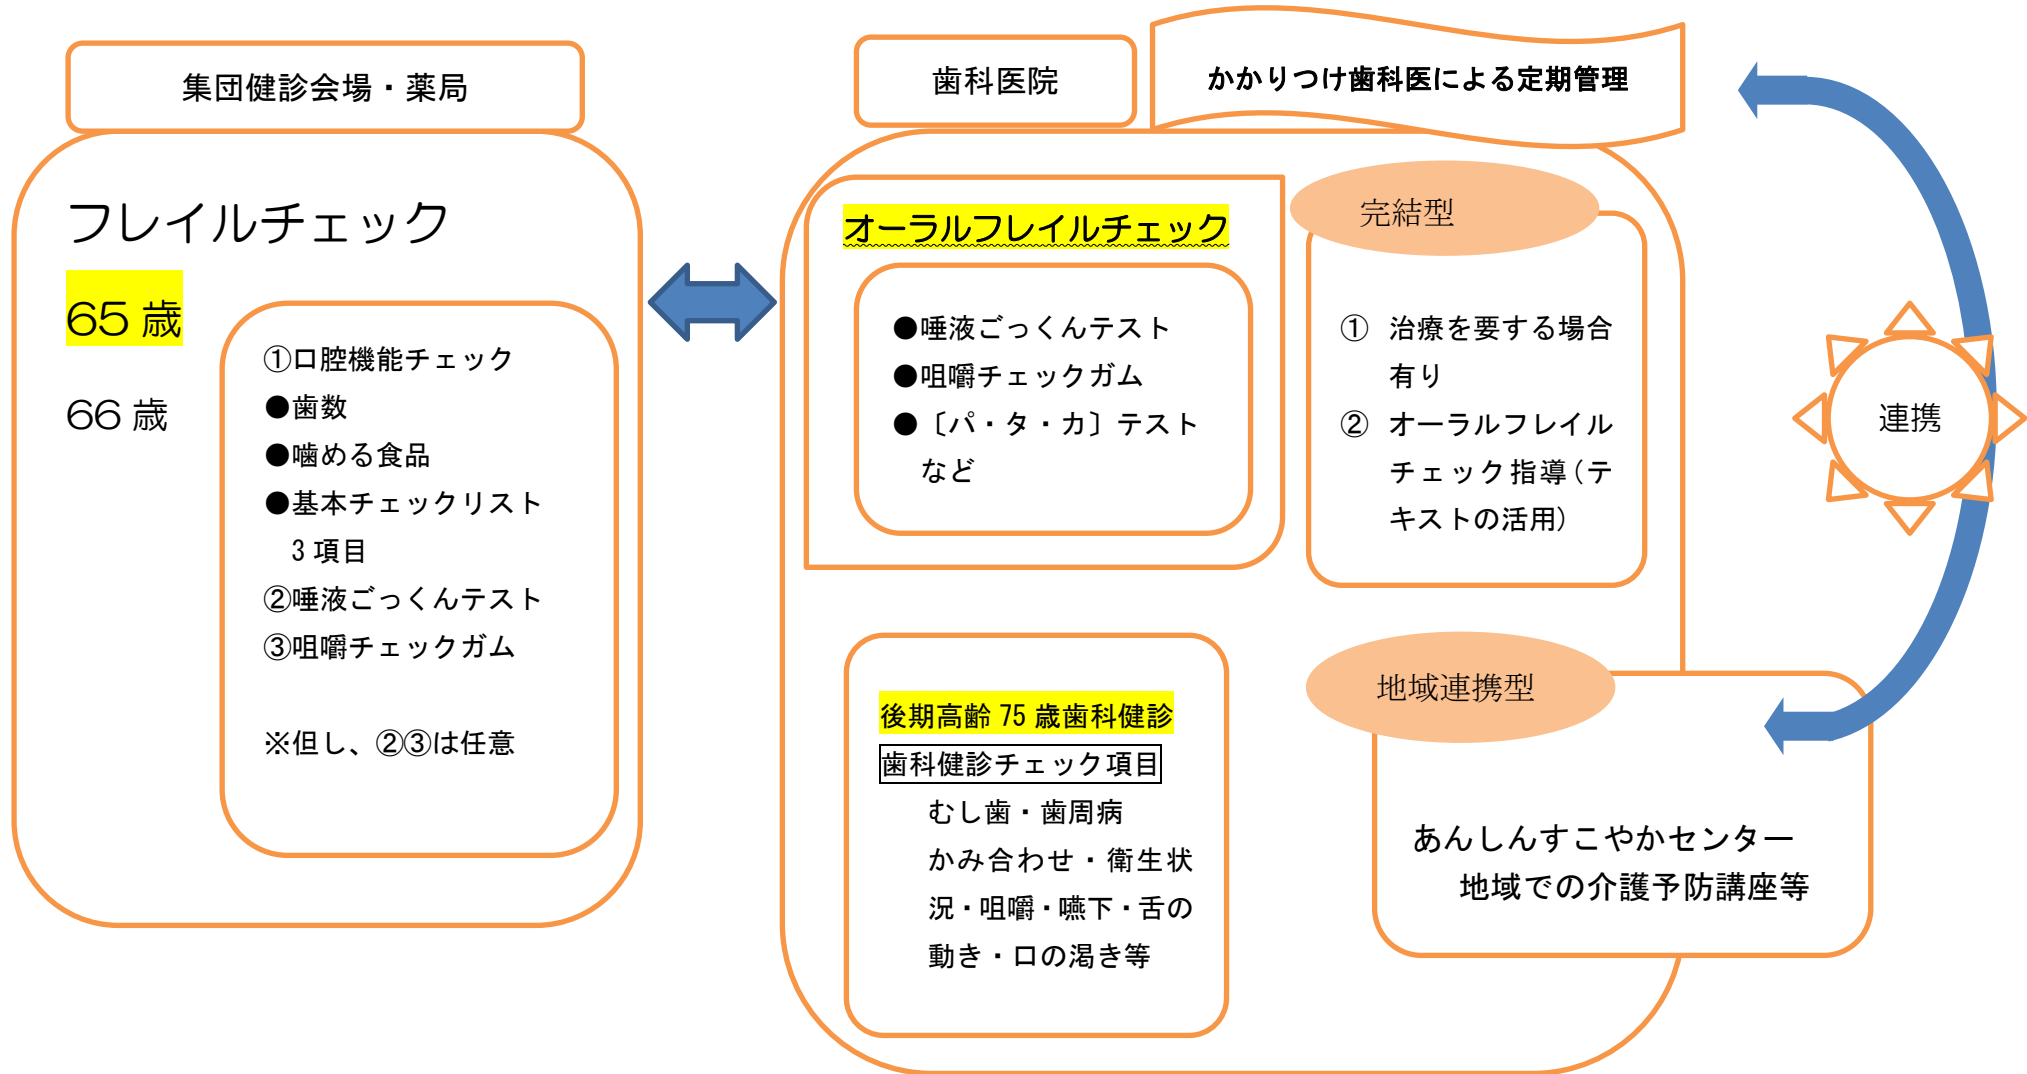 集団健診会場・薬局
フレイルチェック
65歳
66歳
①口腔機能チェック
●歯数
●噛める食品
●基本チェックリスト
3項目
②唾液ごっくんテスト
③咀嚼チェックガム
※但し、②③は任意
歯科医院
かかりつけ歯科医による定期管理
オーラルフレイルチェック
●唾液ごっくんテスト
●咀嚼チェックガム
●〔パ・タ・カ〕テスト
など
完結型
① 治療を要する場合
有り
② オーラルフレイル
チェック指導(テ
キストの活用)
後期高齢75歳歯科健診
歯科健診チェック項目
むし歯・歯周病
かみ合わせ・衛生状
況・咀嚼・嚥下・舌の
動き・口の渇き等
地域連携型
あんしんすこやかセンター
地域での介護予防講座等
連携